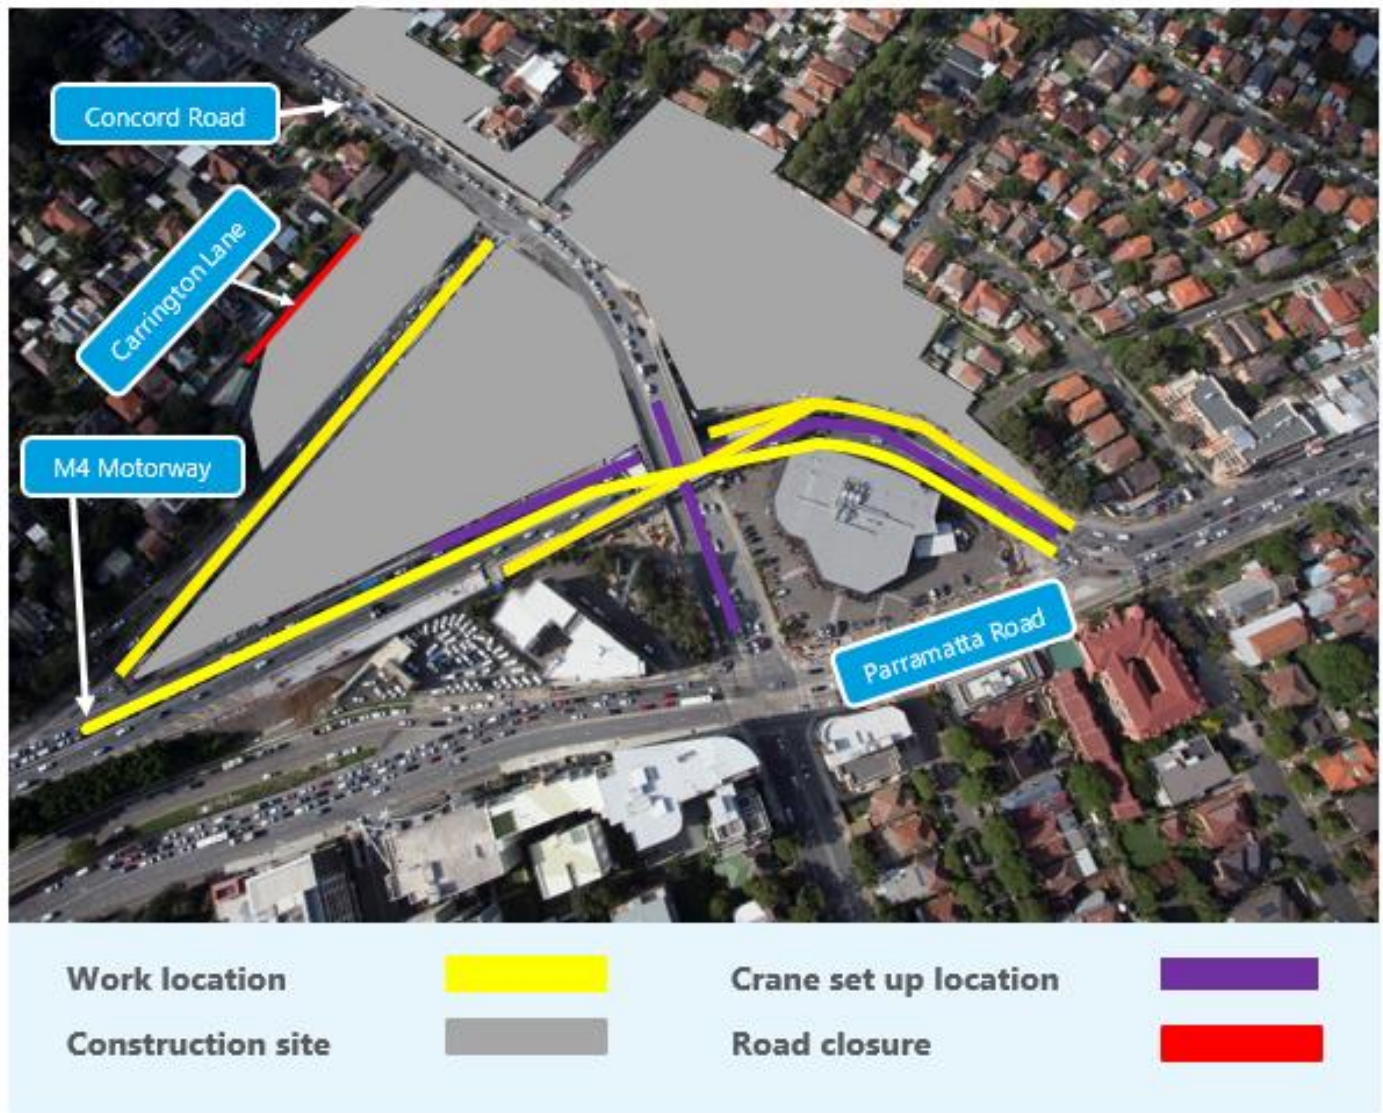 Concord Road
Carrington Lane
M4 Motorway
Parramatta Road
Work location
Crane set up location
Construction site
Road closure